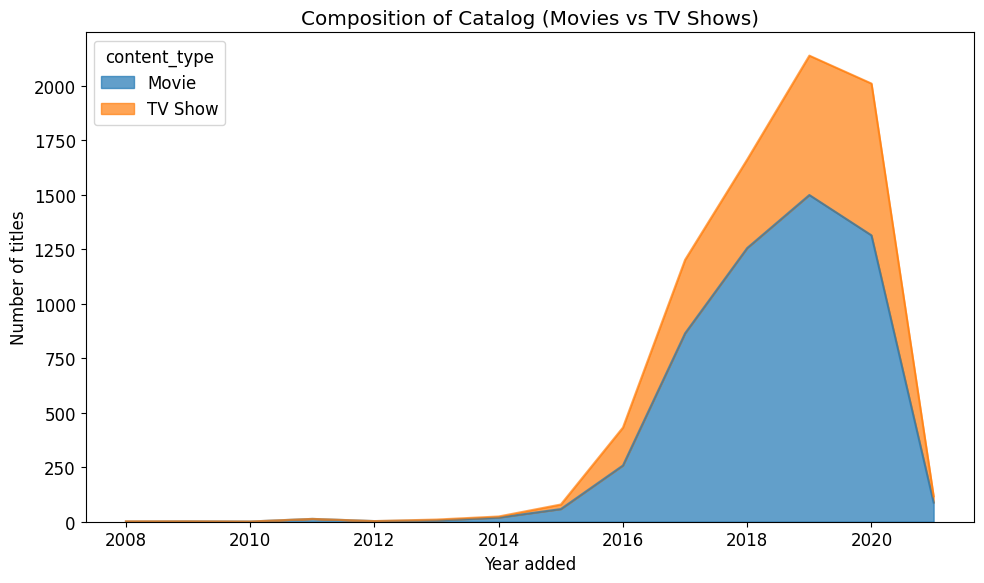 Composition of Catalog (Movies vs TV Shows)
content_type
Movie
TV Show
Number of titles
2000
1750
1500
1250
1000
750
500
250
0
2008 2010 2012 2014 2016 2018 2020
Year added